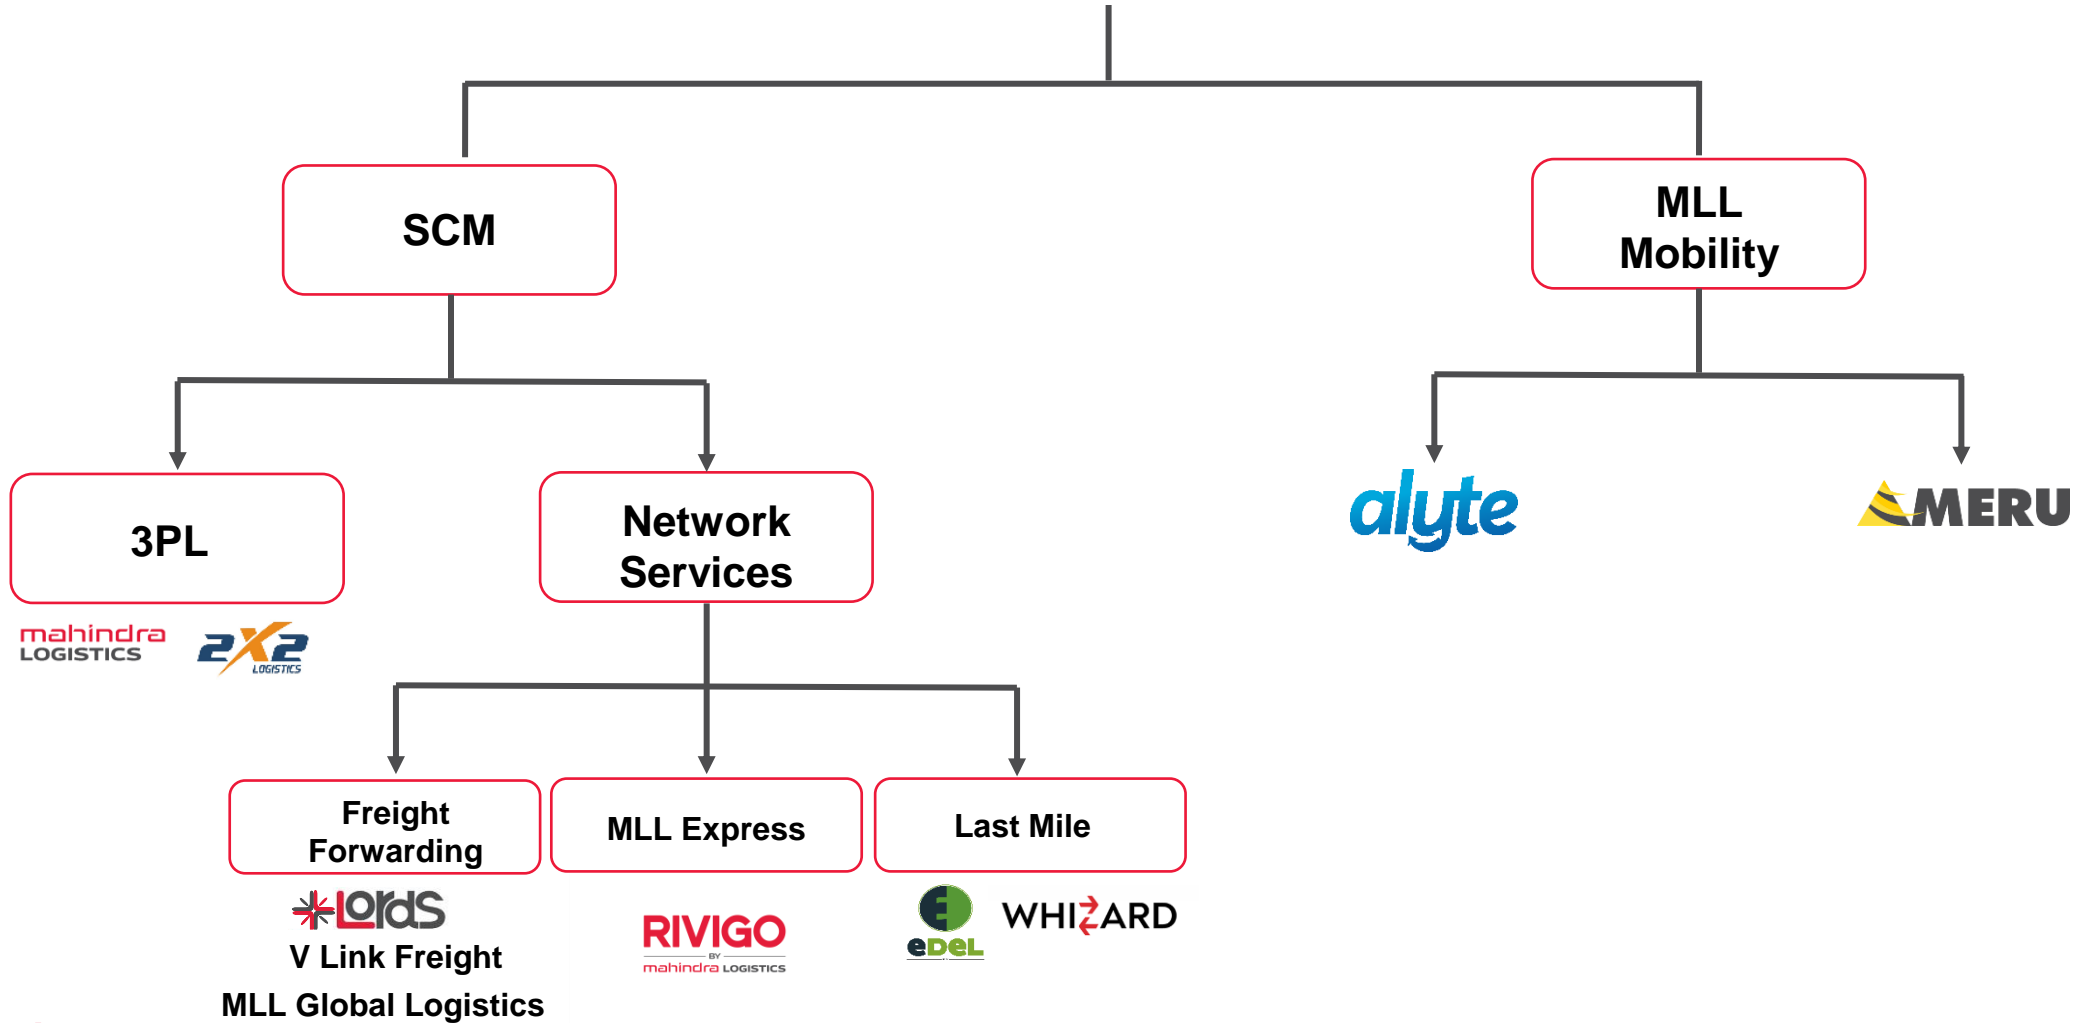 SCM
MLL
Mobility
3PL
Network
Services
alyte
MERU
mahindra
LOGISTICS
2X2
LOGISTICS
Freight
Forwarding
MLL Express
Last Mile
Lords
V Link Freight
MLL Global Logistics
RIVIGO
BY
mahindra LOGISTICS
eDeL
WHIZARD